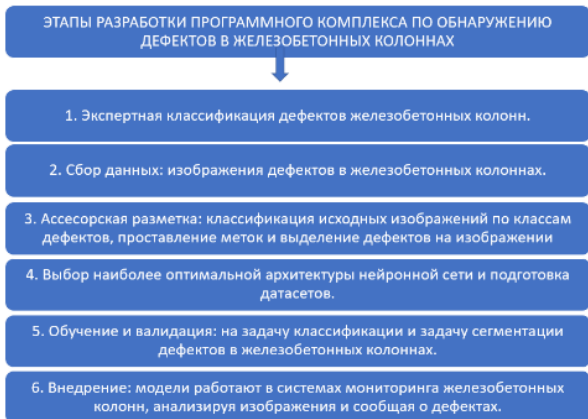 ЭТАПЫ РАЗРАБОТКИ ПРОГРАММНОГО КОМПЛЕКСА ПО ОБНАРУЖЕНИЮ
ДЕФЕКТОВ В ЖЕЛЕЗОБЕТОННЫХ КОЛОННАХ
1. Экспертная классификация дефектов железобетонных колонн.
2. Сбор данных: изображения дефектов в железобетонных колоннах.
3. Ассесорская разметка: классификация исходных изображений по классам
дефектов, проставление меток и выделение дефектов на изображении
4. Выбор наиболее оптимальной архитектуры нейронной сети и подготовка
датасетов.
5. Обучение и валидация: на задачу классификации и задачу сегментации
дефектов в железобетонных колоннах.
6. Внедрение: модели работают в системах мониторинга железобетонных
колонн, анализируя изображения и сообщая о дефектах.